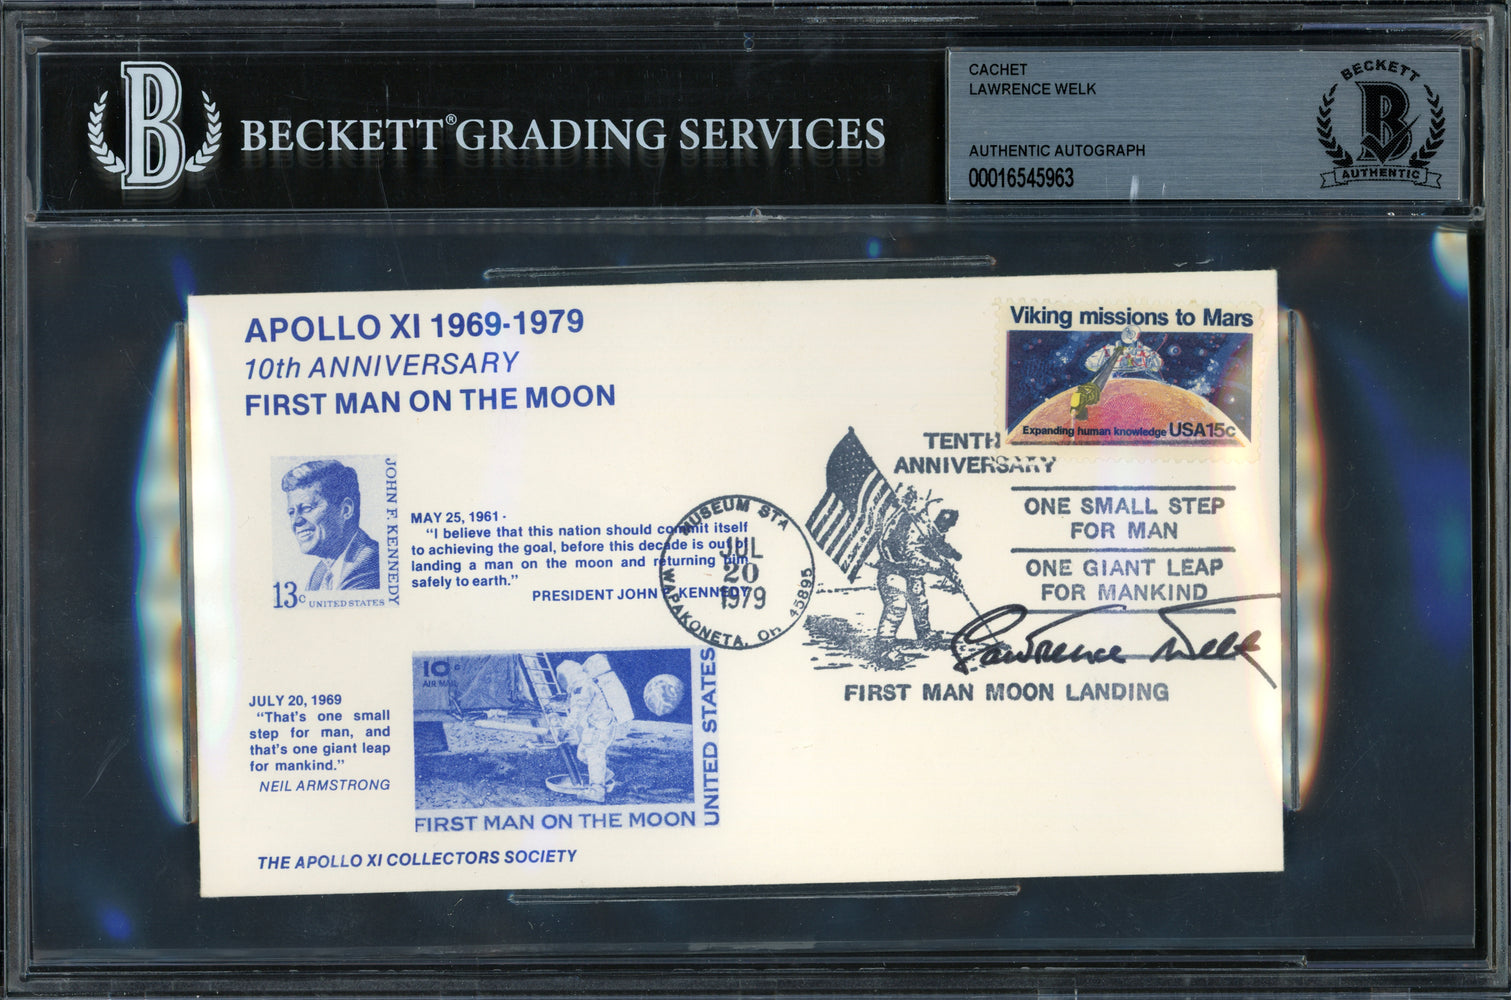 BECKETT® GRADING SERVICES
B
CACHET
LAWRENCE WELK
AUTHENTIC AUTOGRAPH
00016545963
BECKETT
B
AUTHENTIC
APOLLO XI 1969-1979
10th ANNIVERSARY
FIRST MAN ON THE MOON
Viking missions to Mars
Expanding human knowledge USA15c
JOHN F. KENNEDY
13c UNITED STATES
MAY 25, 1961 -
"I believe that this nation should commit itself
to achieving the goal, before this decade is out of
landing a man on the moon and returning him
safely to earth."
PRESIDENT JOHN F. KENNEDY
MUSEUM STA
JUL
20
1979
WAPAKONETA, Oh 45895
TENTH
ANNIVERSARY
ONE SMALL STEP
FOR MAN
ONE GIANT LEAP
FOR MANKIND
Lawrence Welk
FIRST MAN MOON LANDING
JULY 20, 1969
"That's one small
step for man, and
that's one giant leap
for mankind."
NEIL ARMSTRONG
10c
AIR MAIL
UNITED STATES
FIRST MAN ON THE MOON
THE APOLLO XI COLLECTORS SOCIETY